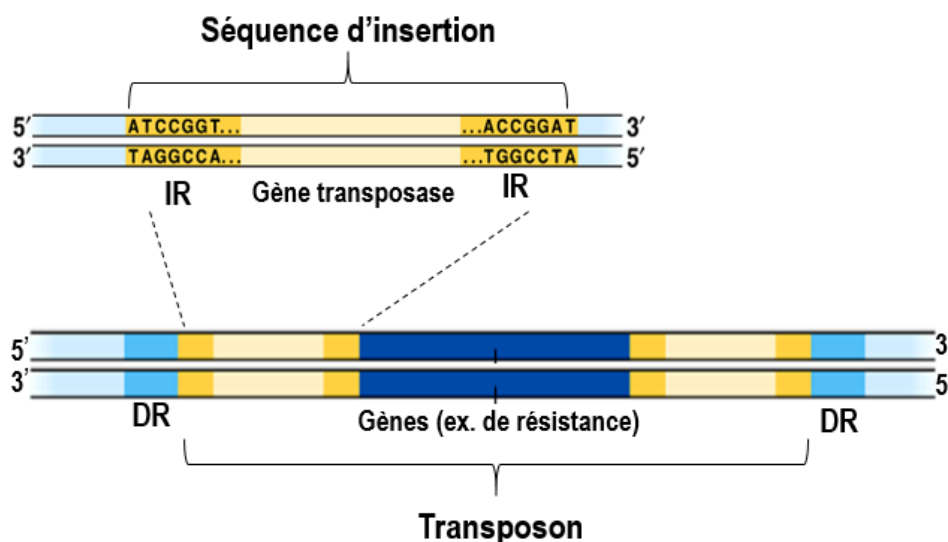 Séquence d'insertion
5′ ATCCGGT... ...ACCGGAT 3′
3′ TAGGCCA... ...TGGCCTA 5′
IR Gène transposase IR
5' 3
3' 5
DR Gènes (ex. de résistance) DR
Transposon